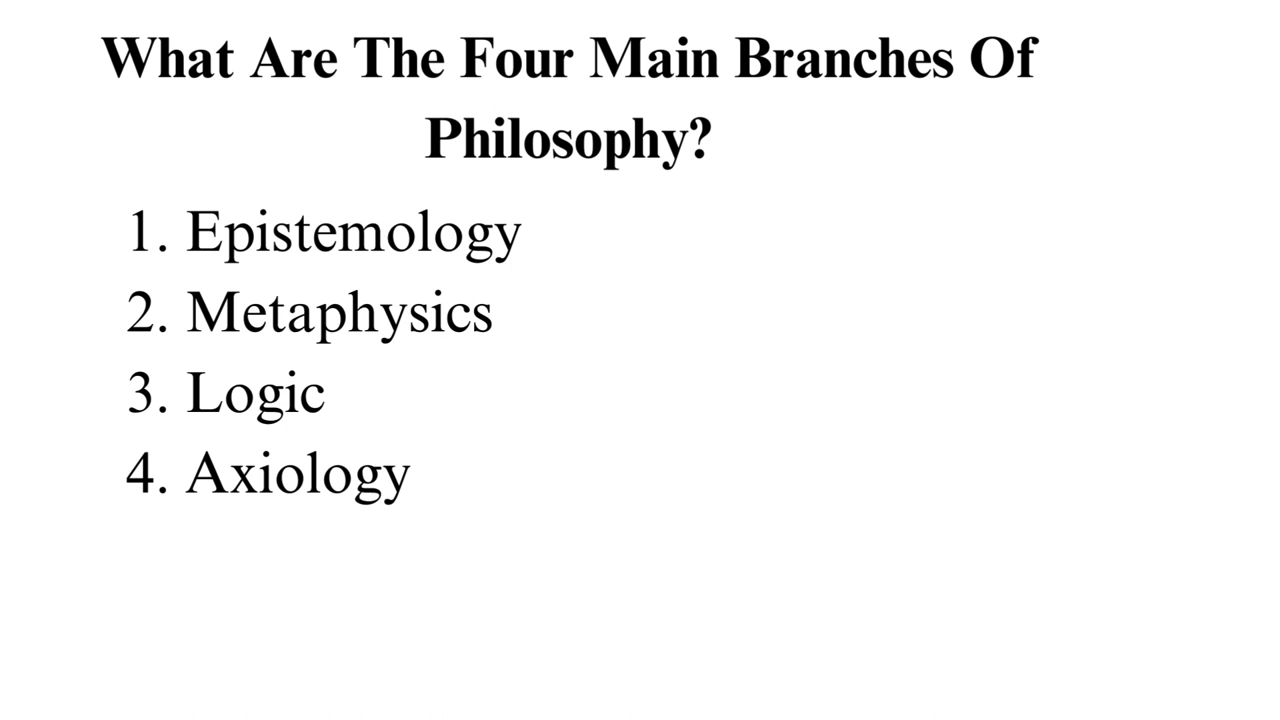 What Are The Four Main Branches Of
Philosophy?
1. Epistemology
2. Metaphysics
3. Logic
4. Axiology